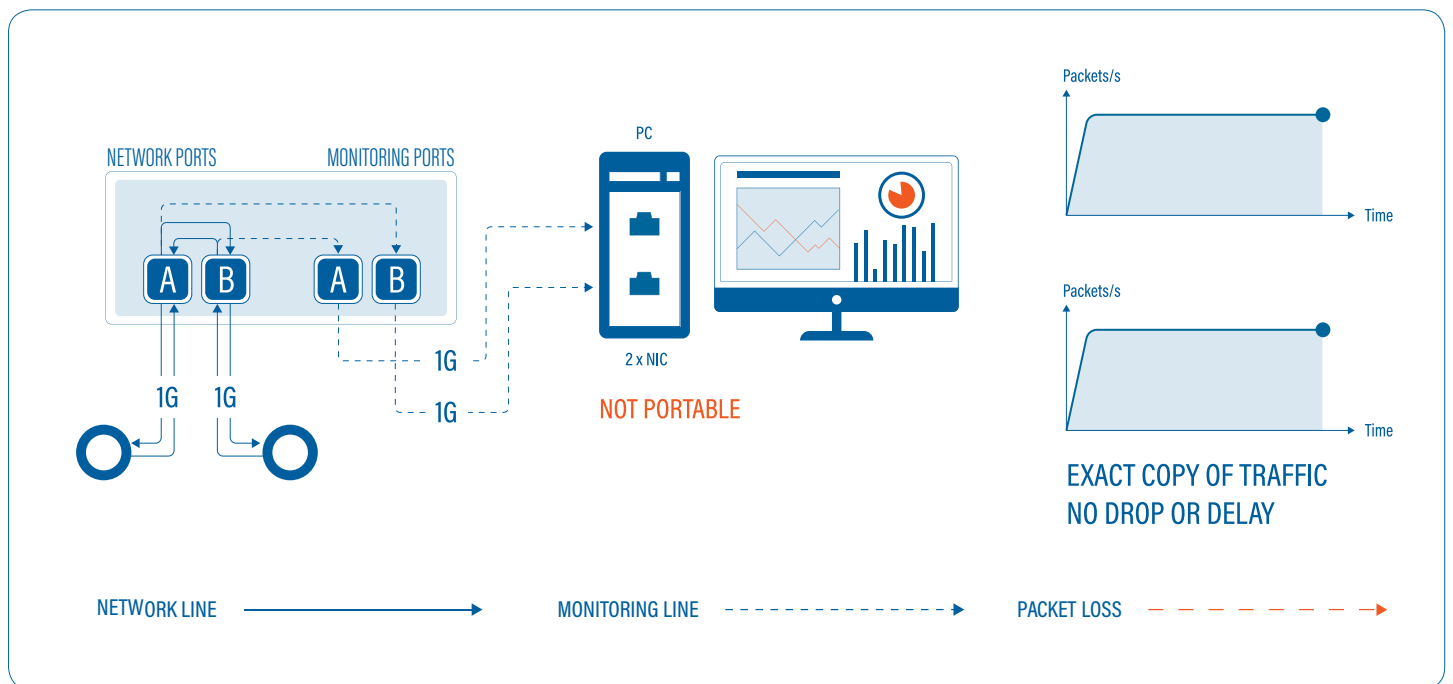 NETWORK PORTS
MONITORING PORTS
A
B
A
B
1G
1G
1G
1G
PC
2 x NIC
NOT PORTABLE
Packets/s
Time
Packets/s
Time
EXACT COPY OF TRAFFIC
NO DROP OR DELAY
NETWORK LINE
MONITORING LINE
PACKET LOSS